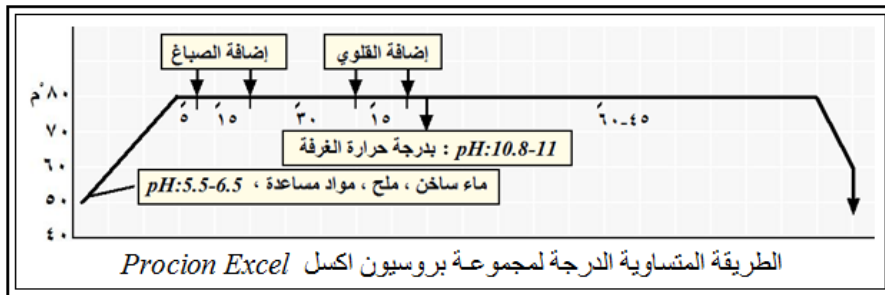 إضافة الصباغ
إضافة القلوي
٨٠ °م
٥َ
١٥َ
٣٠َ
١٥َ
٤٥-٦٠َ
٧٠
pH:10.8-11 : بدرجة حرارة الغرفة
٦٠
ماء ساخن ، ملح ، مواد مساعدة ، pH:5.5-6.5
٥٠
٤٠
الطريقة المتساوية الدرجة لمجموعة بروسيون اكسل Procion Excel